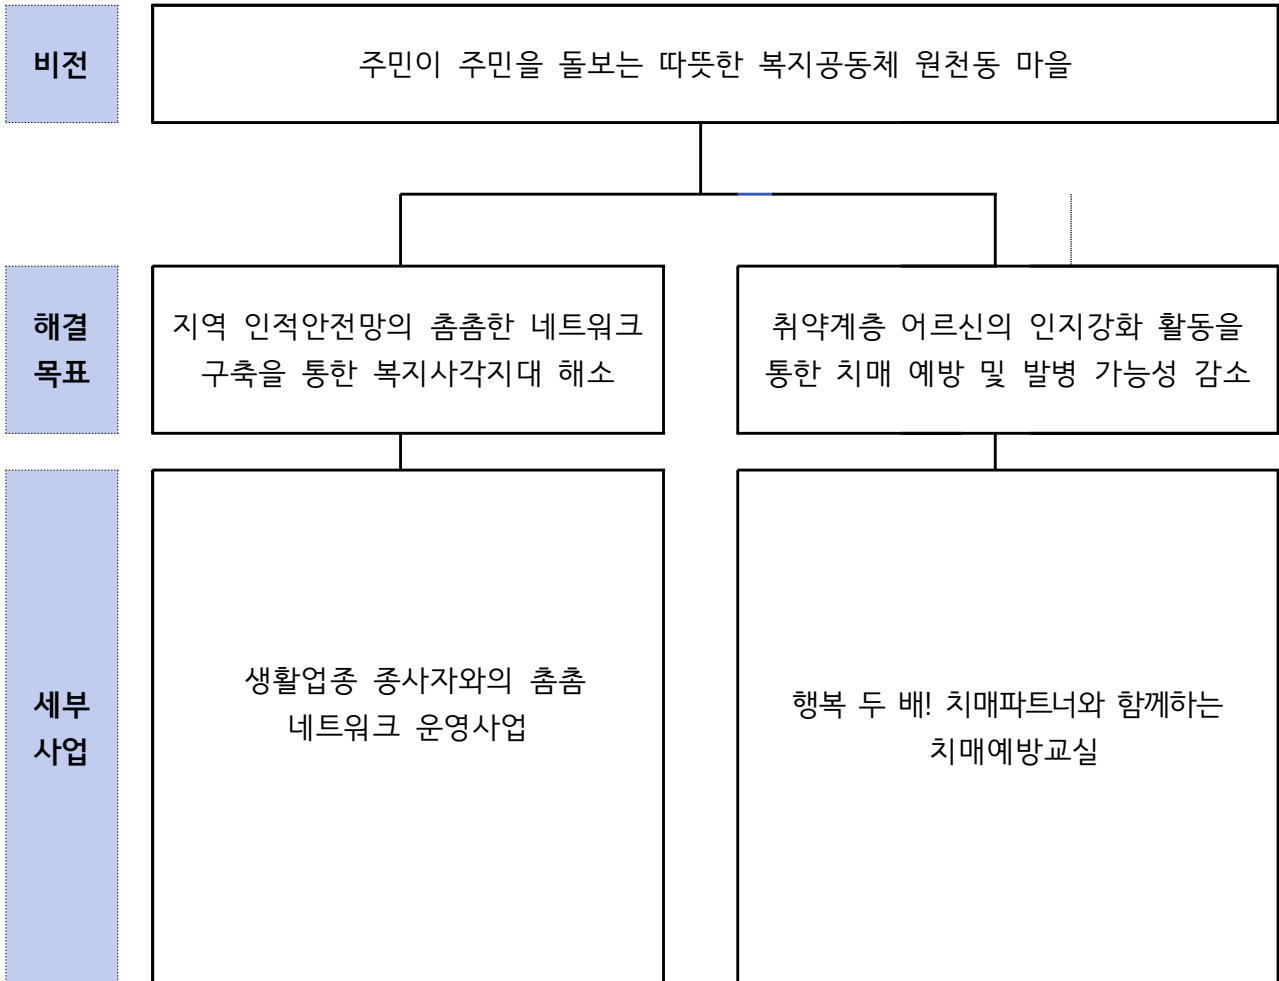 비전
주민이 주민을 돌보는 따뜻한 복지공동체 원천동 마을
해결
목표
지역 인적안전망의 촘촘한 네트워크
구축을 통한 복지사각지대 해소
취약계층 어르신의 인지강화 활동을
통한 치매 예방 및 발병 가능성 감소
세부
사업
생활업종 종사자와의 촘촘
네트워크 운영사업
행복 두 배! 치매파트너와 함께하는
치매예방교실